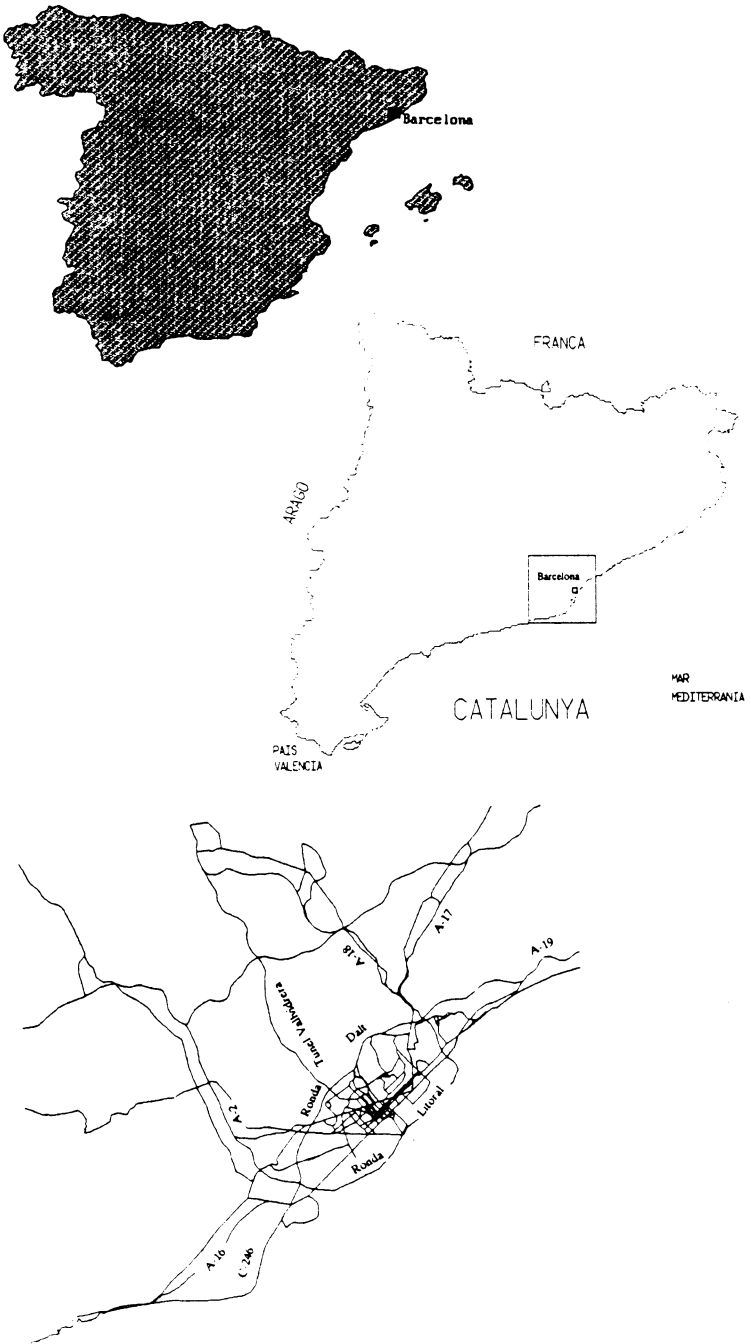 Barcelona
FRANCA
ARAGO
Barcelona
MAR
MEDITERRANIA
CATALUNYA
PAIS
VALENCIA
A-17
A-19
A-18
Tunel Vallvidrera
Dalt
Ronda
A-2
Litoral
Ronda
A-16
C-246